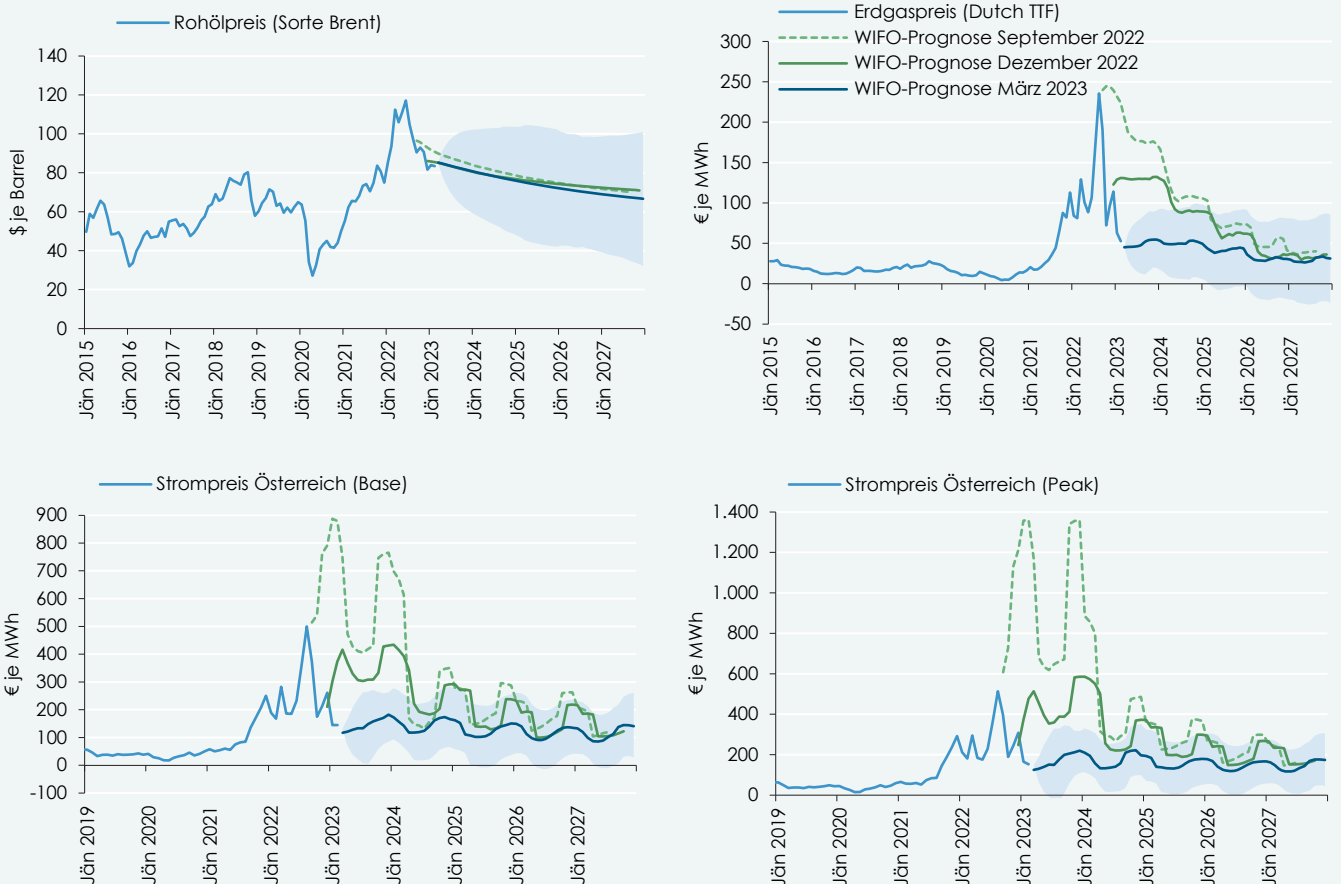 Rohölpreis (Sorte Brent)
$ je Barrel
140
120
100
80
60
40
20
0
Jän 2015
Jän 2016
Jän 2017
Jän 2018
Jän 2019
Jän 2020
Jän 2021
Jän 2022
Jän 2023
Jän 2024
Jän 2025
Jän 2026
Jän 2027
Erdgaspreis (Dutch TTF)
WIFO-Prognose September 2022
WIFO-Prognose Dezember 2022
WIFO-Prognose März 2023
€ je MWh
300
250
200
150
100
50
0
-50
Jän 2015
Jän 2016
Jän 2017
Jän 2018
Jän 2019
Jän 2020
Jän 2021
Jän 2022
Jän 2023
Jän 2024
Jän 2025
Jän 2026
Jän 2027
Strompreis Österreich (Base)
€ je MWh
900
800
700
600
500
400
300
200
100
0
-100
Jän 2019
Jän 2020
Jän 2021
Jän 2022
Jän 2023
Jän 2024
Jän 2025
Jän 2026
Jän 2027
Strompreis Österreich (Peak)
€ je MWh
1.400
1.200
1.000
800
600
400
200
0
Jän 2019
Jän 2020
Jän 2021
Jän 2022
Jän 2023
Jän 2024
Jän 2025
Jän 2026
Jän 2027